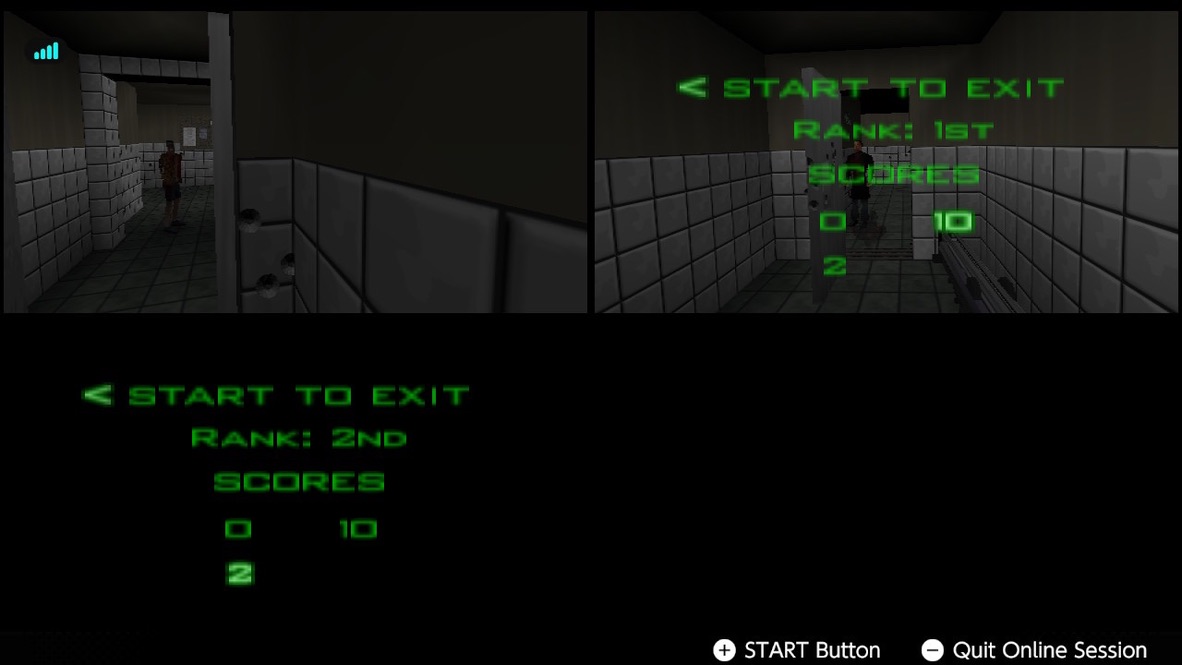 < START TO EXIT
RANK: 1ST
SCORES
0 10
2
< START TO EXIT
RANK: 2ND
SCORES
0 10
2
+ START Button - Quit Online Session